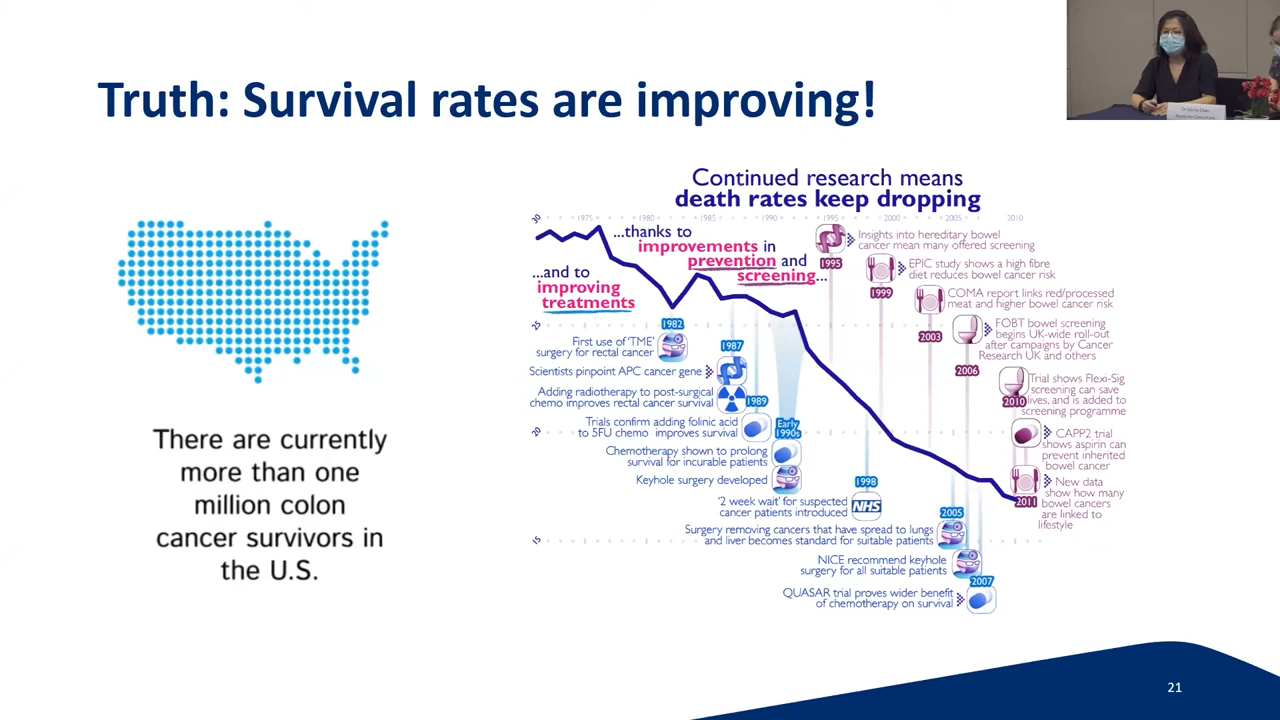 Truth: Survival rates are improving!
There are currently
more than one
million colon
cancer survivors in
the U.S.
Continued research means
death rates keep dropping
30
1975
1980
1985
1990
1995
2000
2005
2010
...thanks to
improvements in
prevention and
screening...
...and to
improving
treatments
25
20
15
1982
First use of 'TME'
surgery for rectal cancer
1987
Scientists pinpoint APC cancer gene
Adding radiotherapy to post-surgical
chemo improves rectal cancer survival
1989
Trials confirm adding folinic acid
to 5FU chemo improves survival
Early
1990s
Chemotherapy shown to prolong
survival for incurable patients
Keyhole surgery developed
1998
'2 week wait' for suspected
cancer patients introduced
NHS
2005
Surgery removing cancers that have spread to lungs
and liver becomes standard for suitable patients
NICE recommend keyhole
surgery for all suitable patients
2007
QUASAR trial proves wider benefit
of chemotherapy on survival
1995
Insights into hereditary bowel
cancer mean many offered screening
1999
EPIC study shows a high fibre
diet reduces bowel cancer risk
2003
COMA report links red/processed
meat and higher bowel cancer risk
2006
FOBT bowel screening
begins UK-wide roll-out
after campaigns by Cancer
Research UK and others
2010
Trial shows Flexi-Sig
screening can save
lives, and is added to
screening programme
CAPP2 trial
shows aspirin can
prevent inherited
bowel cancer
2011
New data
show how many
bowel cancers
are linked to
lifestyle
21